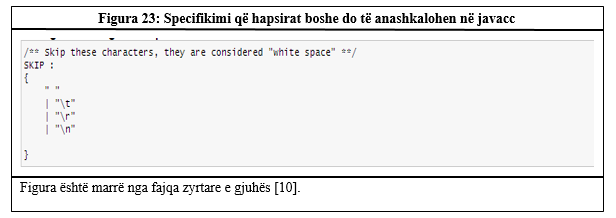 Figura 23: Specifikimi që hapsirat boshe do të anashkalohen në javacc
/** Skip these characters, they are considered "white space" **/
SKIP :
{
" "
| "\t"
| "\r"
| "\n"
}
Figura është marrë nga fajqa zyrtare e gjuhës [10].